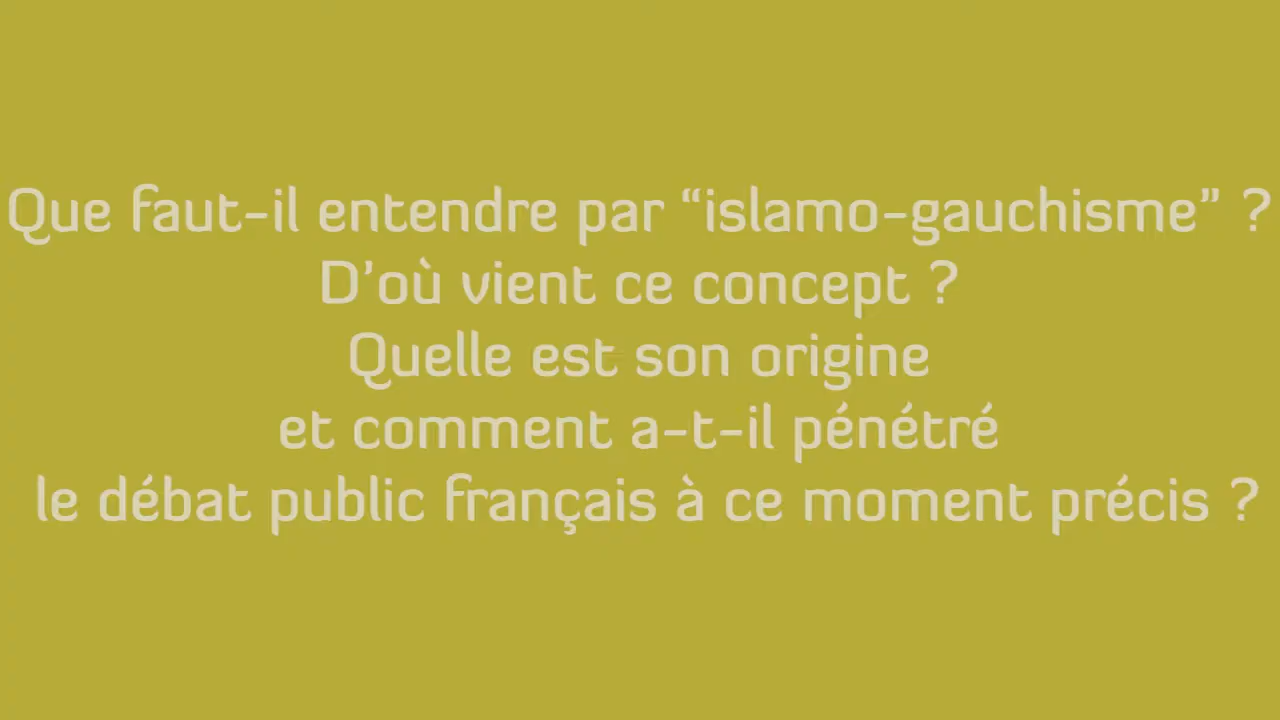 Que faut-il entendre par “islamo-gauchisme” ?
D’où vient ce concept ?
Quelle est son origine
et comment a-t-il pénétré
le débat public français à ce moment précis ?